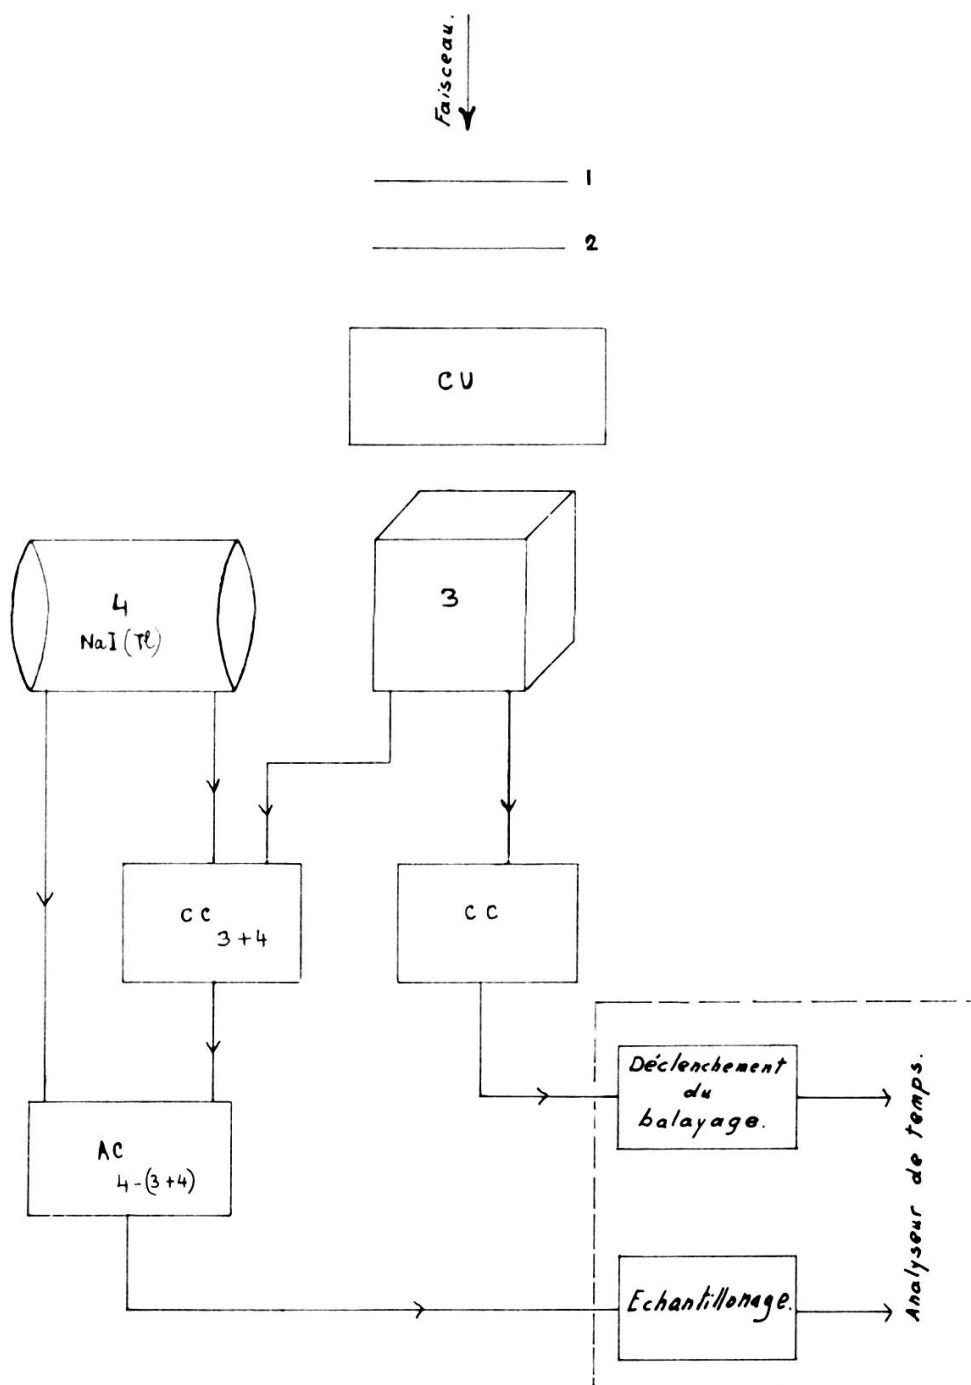 Faisceau.
1
2
CU
4
NaI(Tl)
3
CC
3+4
CC
Déclenchement
du
balayage.
AC
4-(3+4)
Echantillonage.
Analyseur de temps.